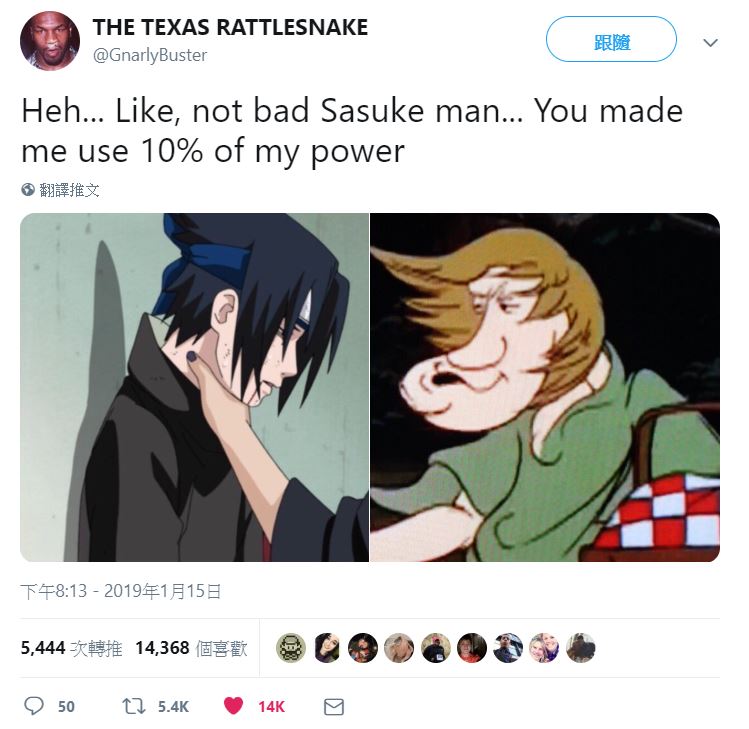 THE TEXAS RATTLESNAKE
@GnarlyBuster
跟隨
Heh... Like, not bad Sasuke man... You made
me use 10% of my power
翻譯推文
下午8:13 - 2019年1月15日
5,444 次轉推 14,368 個喜歡
50 5.4K 14K